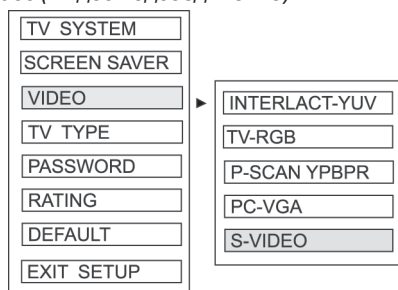 TV SYSTEM
SCREEN SAVER
VIDEO
TV TYPE
PASSWORD
RATING
DEFAULT
EXIT SETUP
INTERLACT-YUV
TV-RGB
P-SCAN YPBPR
PC-VGA
S-VIDEO